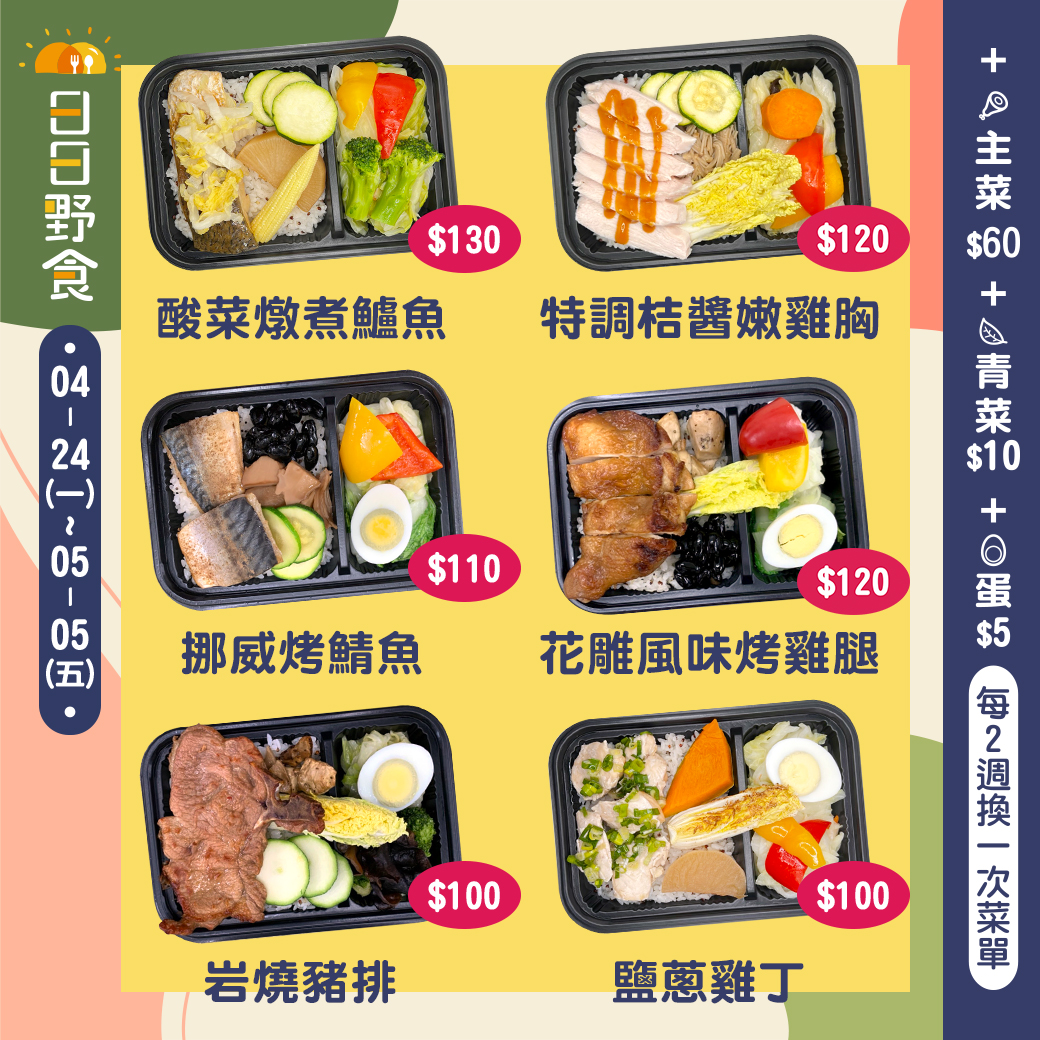 日日野食
04-24(一)~05-05(五)
$130
酸菜燉煮鱸魚
$120
特調桔醬嫩雞胸
$110
挪威烤鯖魚
$120
花雕風味烤雞腿
$100
岩燒豬排
$100
鹽蔥雞丁
+主菜$60
+青菜$10
+蛋$5
每2週換一次菜單